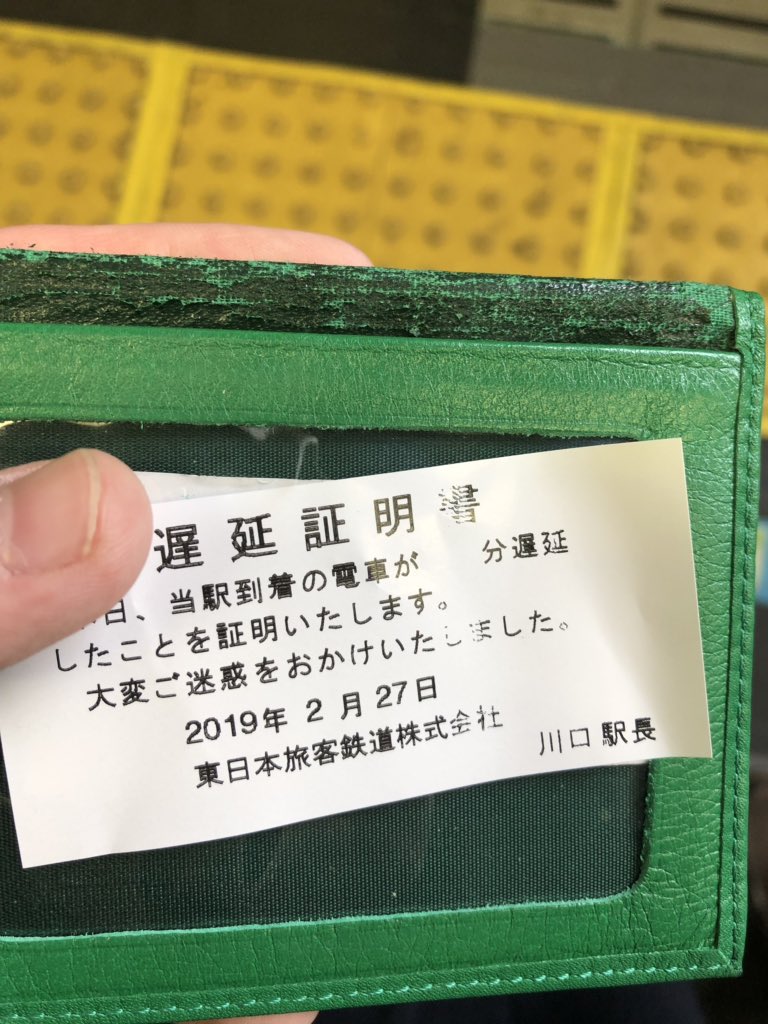 遅延証明書
日、当駅到着の電車が 分遅延
したことを証明いたします。
大変ご迷惑をおかけいたしました。
2019年 2月27日
東日本旅客鉄道株式会社 川口駅長